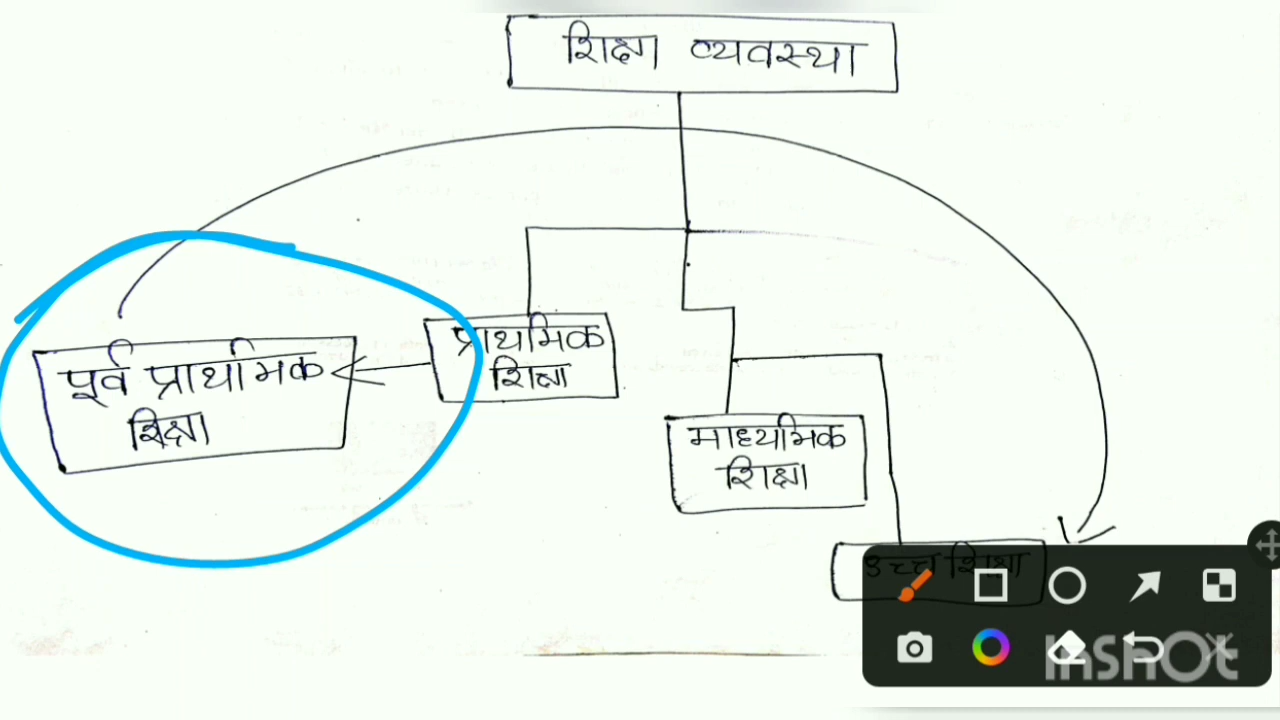 शिक्षा व्यवस्था
प्राथमिक
शिक्षा
पूर्व प्राथमिक
शिक्षा
माध्यमिक
शिक्षा
उच्च शिक्षा
INSHOT